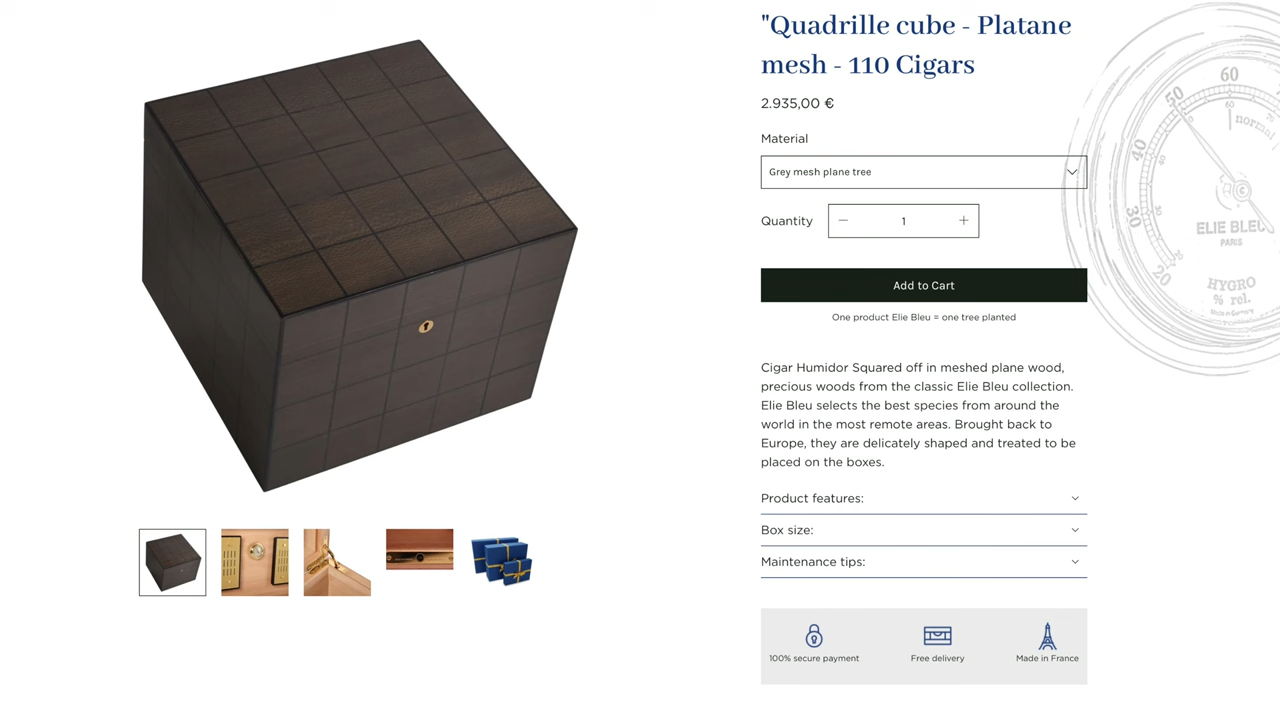 "Quadrille cube - Platane
mesh - 110 Cigars
2.935,00 €
Material
Grey mesh plane tree
Quantity
1
Add to Cart
One product Elie Bleu = one tree planted
Cigar Humidor Squared off in meshed plane wood,
precious woods from the classic Elie Bleu collection.
Elie Bleu selects the best species from around the
world in the most remote areas. Brought back to
Europe, they are delicately shaped and treated to be
placed on the boxes.
Product features:
Box size:
Maintenance tips:
100% secure payment
Free delivery
Made in France
60
50
40
30
20
60
normal
ELIE BLEU
PARIS
HYGRO
% rel.
Made in Germany